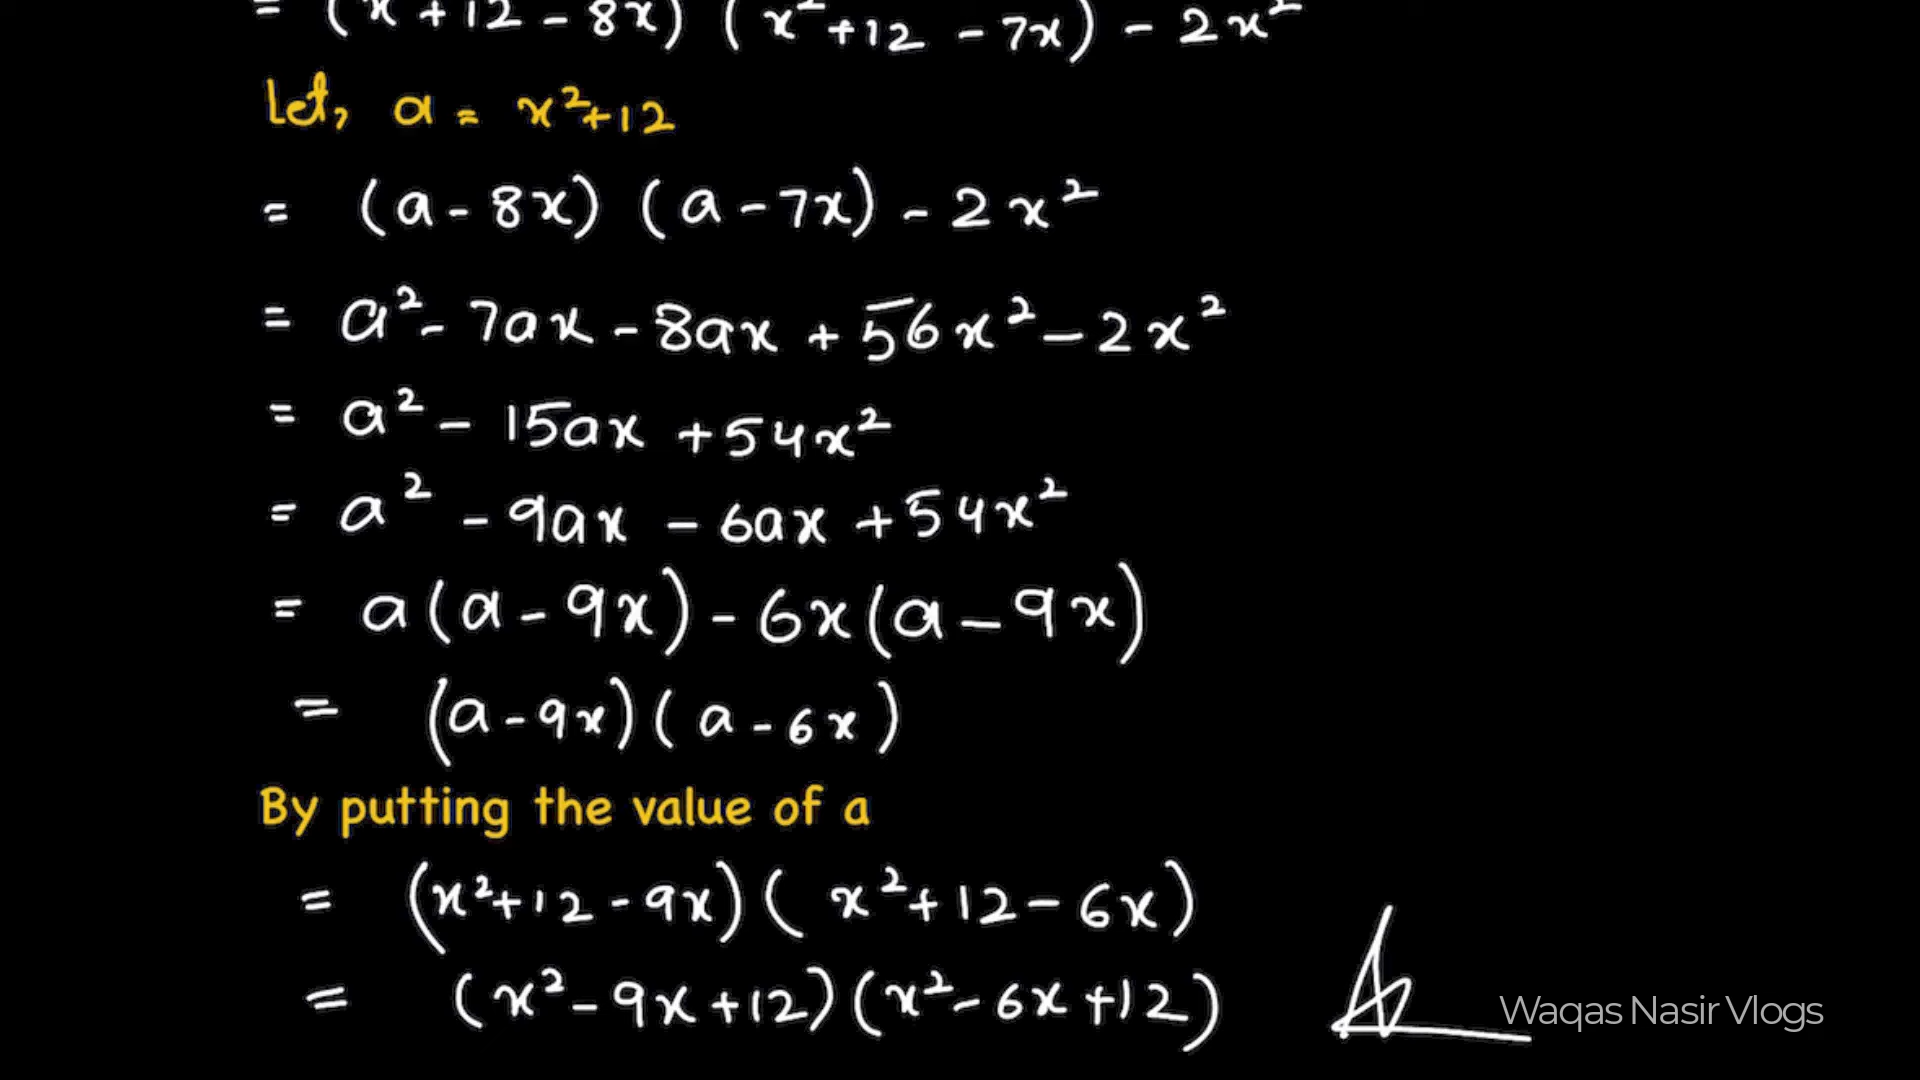 = (x+12-8x) (x²+12-7x) - 2x²
Let, a = x²+12
= (a-8x) (a-7x) - 2x²
= a² - 7ax - 8ax + 56x² - 2x²
= a² - 15ax + 54x²
= a² - 9ax - 6ax + 54x²
= a(a-9x) - 6x(a-9x)
= (a-9x)(a-6x)
By putting the value of a
= (x²+12-9x)(x²+12-6x)
= (x²-9x+12)(x²-6x+12)
Waqas Nasir Vlogs